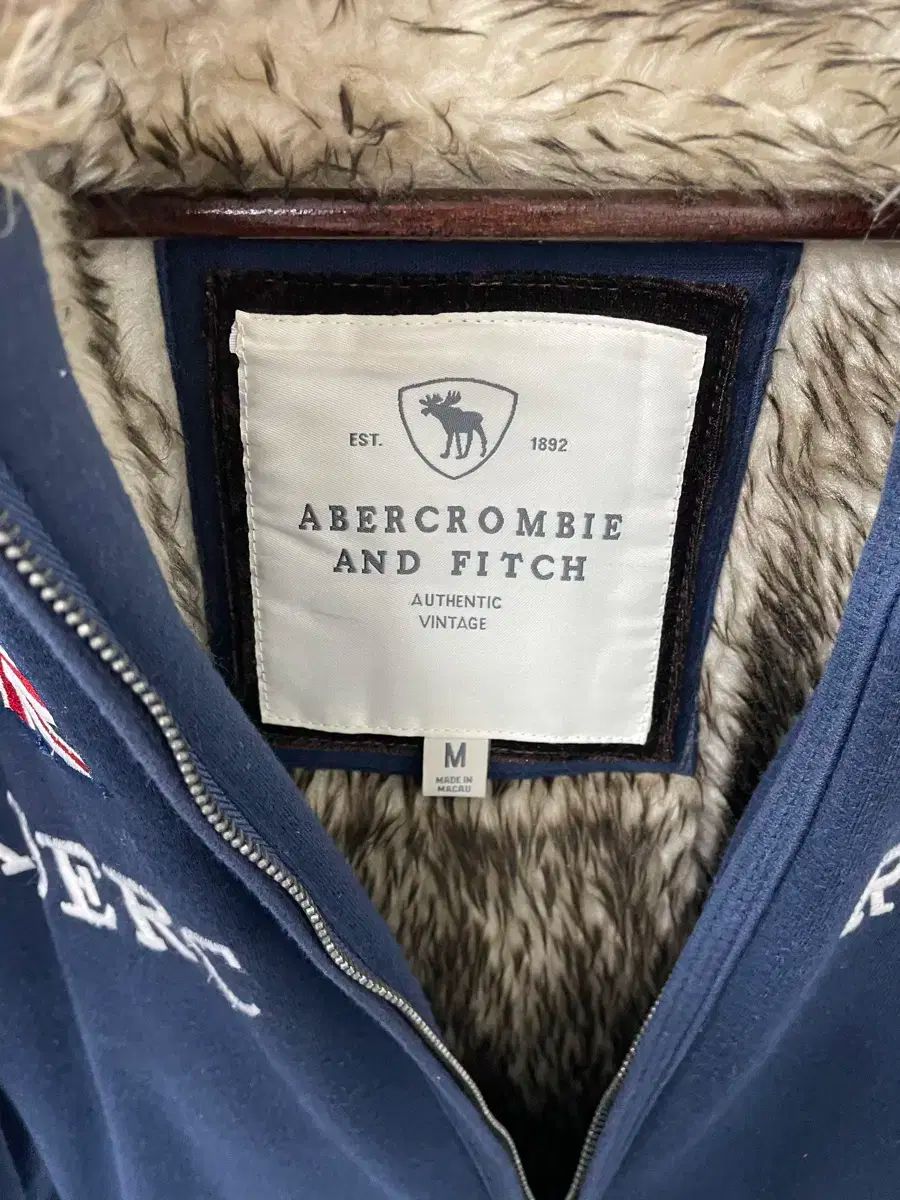 EST. 1892
ABERCROMBIE
AND FITCH
AUTHENTIC
VINTAGE
M
MADE IN
MACAU